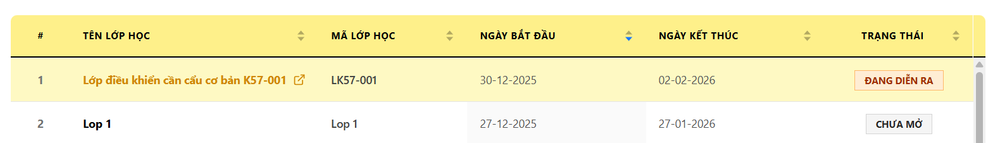 # TÊN LỚP HỌC MÃ LỚP HỌC NGÀY BẮT ĐẦU NGÀY KẾT THÚC TRẠNG THÁI
1 Lớp điều khiển cần cẩu cơ bản K57-001 LK57-001 30-12-2025 02-02-2026 ĐANG DIỄN RA
2 Lop 1 Lop 1 27-12-2025 27-01-2026 CHƯA MỞ